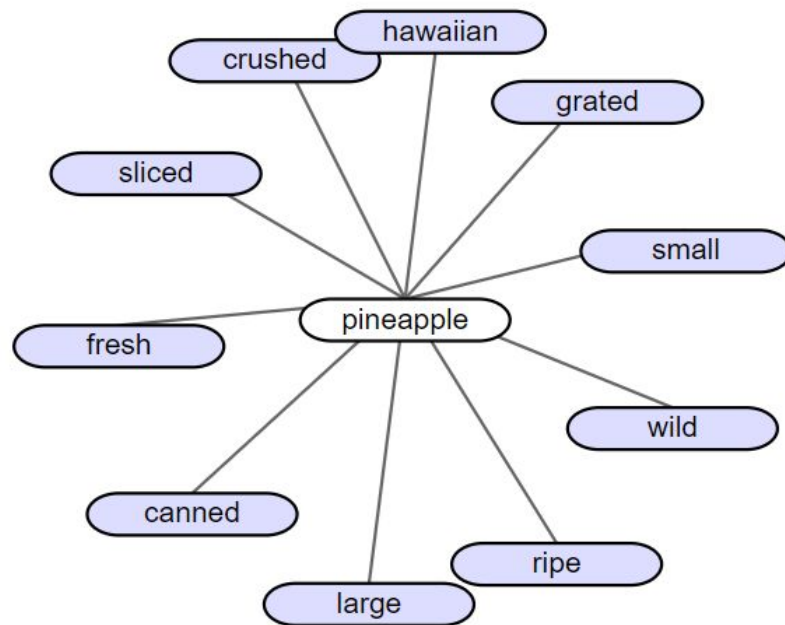 hawaiian
crushed
grated
sliced
small
pineapple
fresh
wild
canned
ripe
large